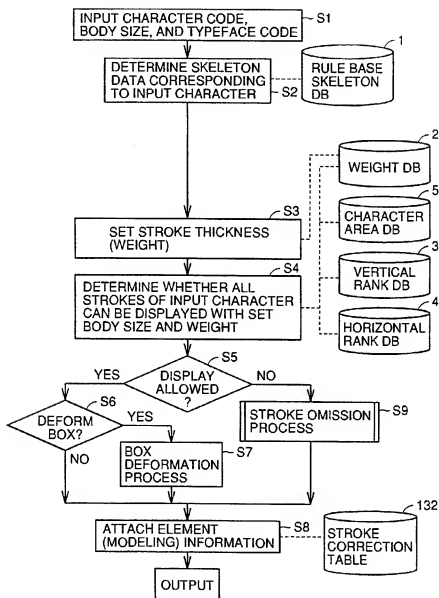 INPUT CHARACTER CODE,
BODY SIZE, AND TYPEFACE CODE
S1
DETERMINE SKELETON
DATA CORRESPONDING
TO INPUT CHARACTER
S2
1
RULE BASE
SKELETON
DB
2
WEIGHT DB
S3
SET STROKE THICKNESS
(WEIGHT)
5
CHARACTER
AREA DB
S4
DETERMINE WHETHER ALL
STROKES OF INPUT CHARACTER
CAN BE DISPLAYED WITH SET
BODY SIZE AND WEIGHT
3
VERTICAL
RANK DB
4
HORIZONTAL
RANK DB
S5
YES
DISPLAY
ALLOWED
?
NO
S6
DEFORM
BOX?
YES
NO
STROKE OMISSION
PROCESS
S9
BOX
DEFORMATION
PROCESS
S7
ATTACH ELEMENT
(MODELING) INFORMATION
S8
132
STROKE
CORRECTION
TABLE
OUTPUT